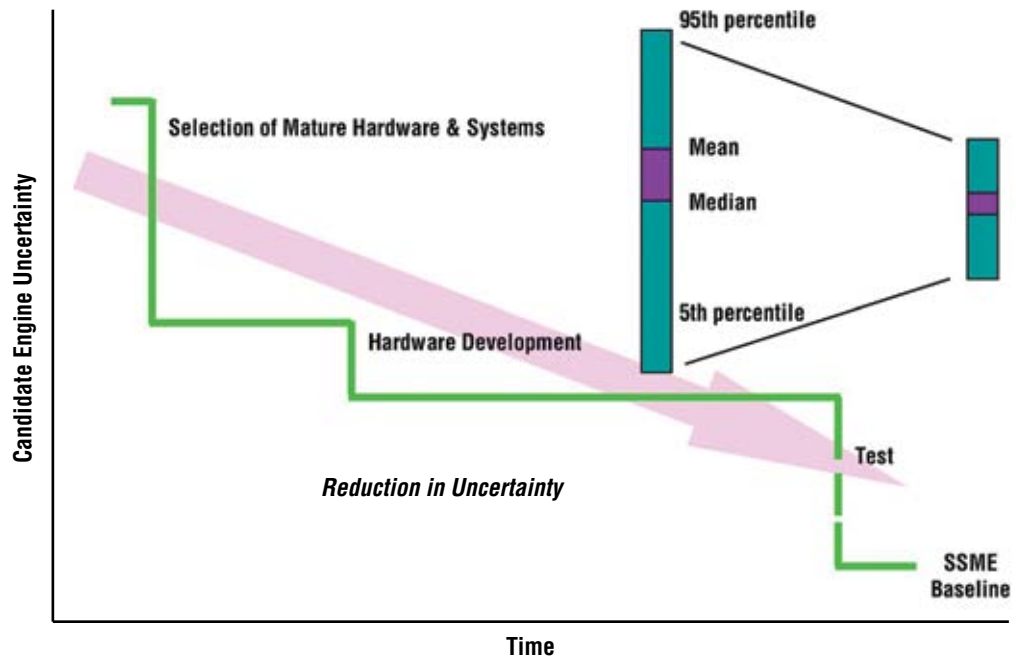 95th percentile
Selection of Mature Hardware & Systems
Mean
Median
5th percentile
Hardware Development
Test
Reduction in Uncertainty
SSME
Baseline
Candidate Engine Uncertainty
Time